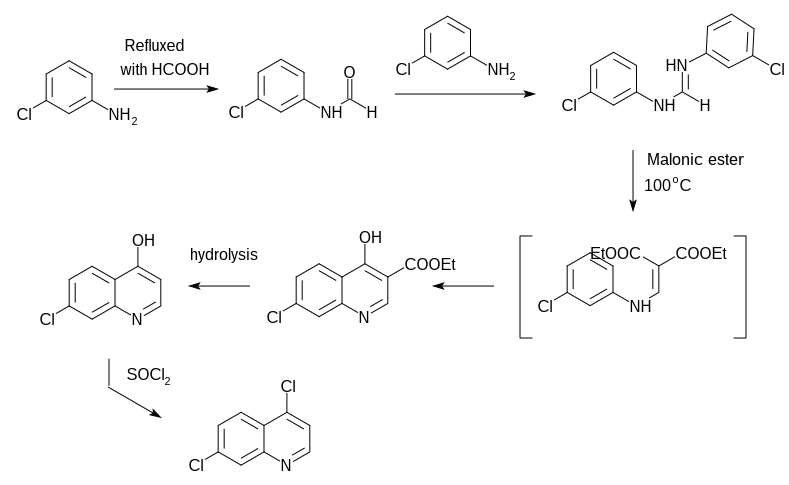 Refluxed
with HCOOH
Cl
NH2
Cl
O
NH
H
Cl
NH2
Cl
NH
HN
H
Cl
Malonic ester
100°C
EtOOC
COOEt
Cl
NH
OH
COOEt
Cl
N
hydrolysis
OH
Cl
N
SOCl2
Cl
Cl
N